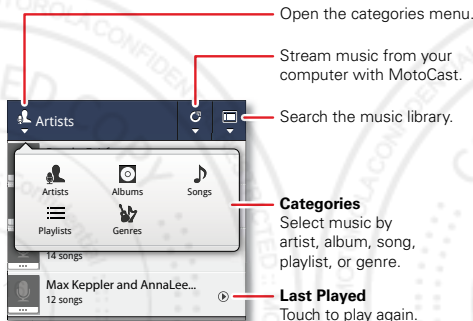 Open the categories menu.
Stream music from your
computer with MotoCast.
Search the music library.
Artists
Artists
Albums
Songs
Playlists
Genres
14 songs
Max Keppler and AnnaLee...
12 songs
Categories
Select music by
artist, album, song,
playlist, or genre.
Last Played
Touch to play again.